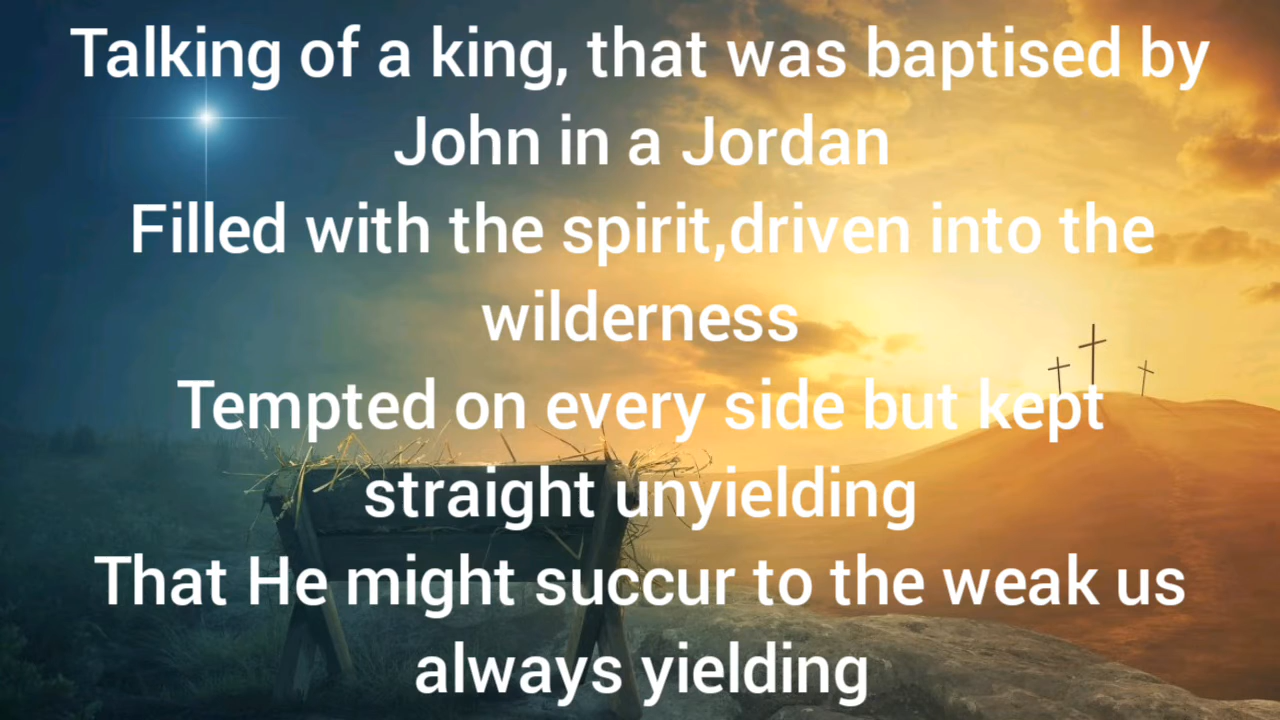 Talking of a king, that was baptised by
John in a Jordan
Filled with the spirit,driven into the
wilderness
Tempted on every side but kept
straight unyielding
That He might succur to the weak us
always yielding